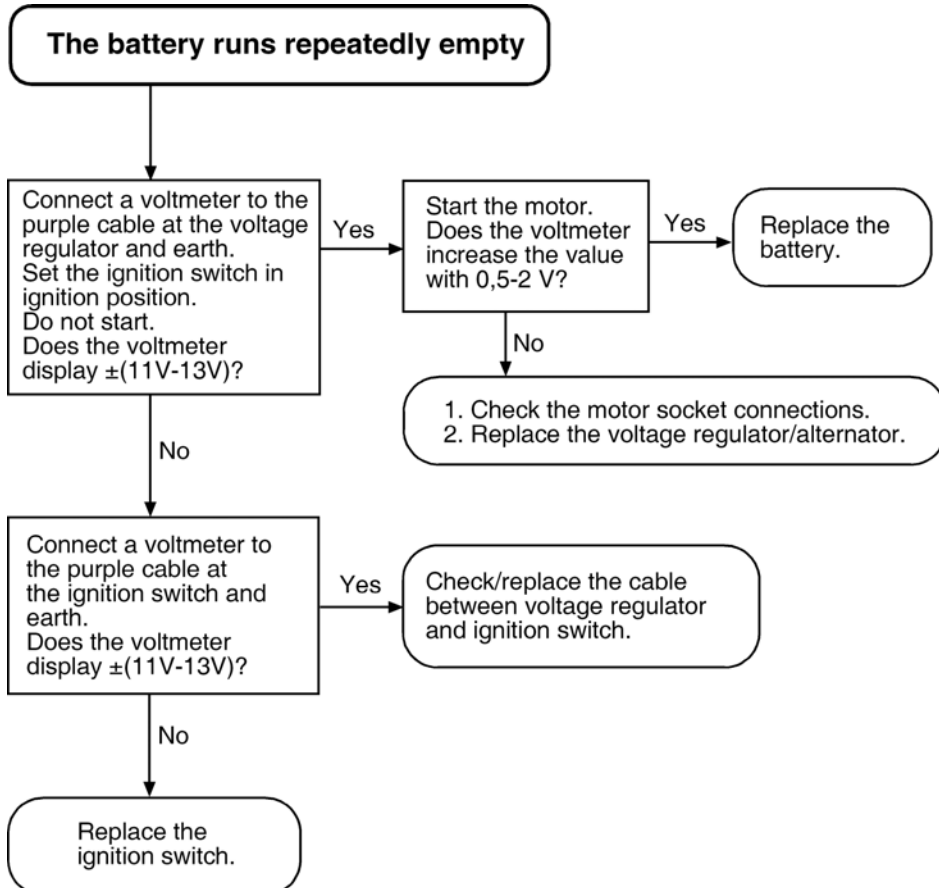 The battery runs repeatedly empty
Connect a voltmeter to the
purple cable at the voltage
regulator and earth.
Set the ignition switch in
ignition position.
Do not start.
Does the voltmeter
display ±(11V-13V)?
Yes
Start the motor.
Does the voltmeter
increase the value
with 0,5-2 V?
Yes
Replace the
battery.
No
1. Check the motor socket connections.
2. Replace the voltage regulator/alternator.
No
Connect a voltmeter to
the purple cable at
the ignition switch and
earth.
Does the voltmeter
display ±(11V-13V)?
Yes
Check/replace the cable
between voltage regulator
and ignition switch.
No
Replace the
ignition switch.